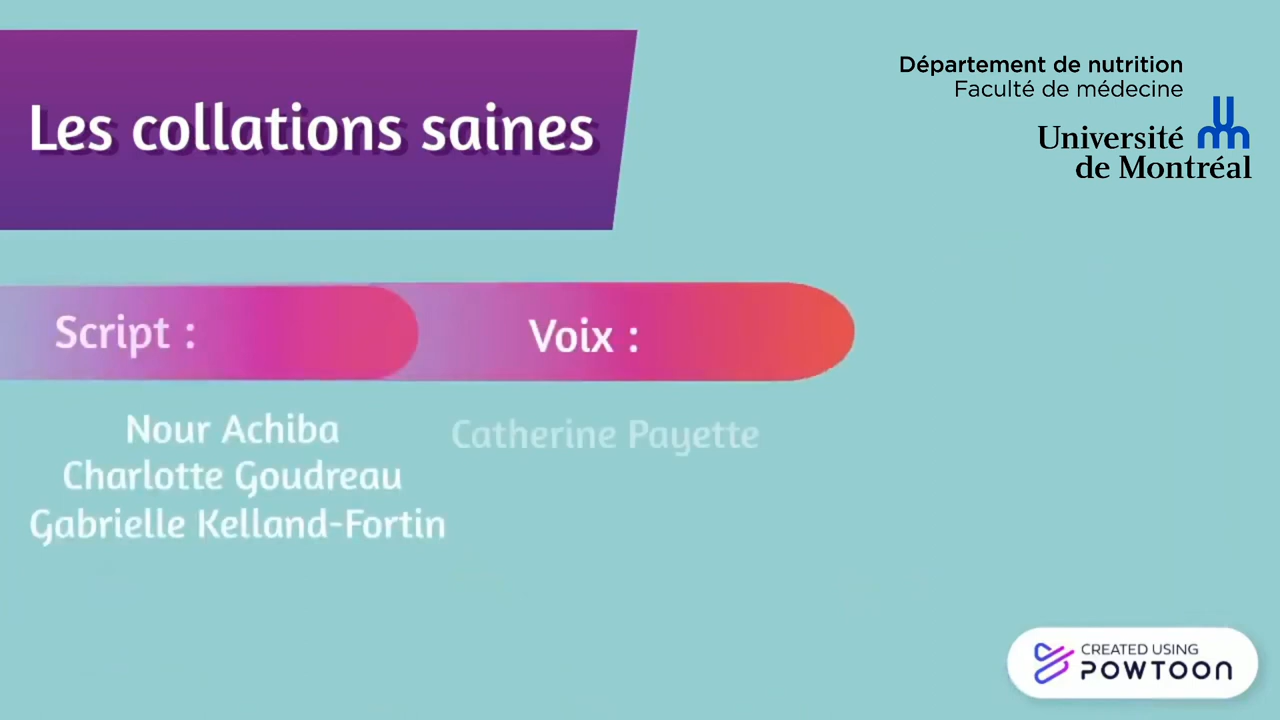 Les collations saines
Département de nutrition
Faculté de médecine
Université
de Montréal
Script :
Nour Achiba
Charlotte Goudreau
Gabrielle Kelland-Fortin
Voix :
Catherine Payette
CREATED USING
POWTOON